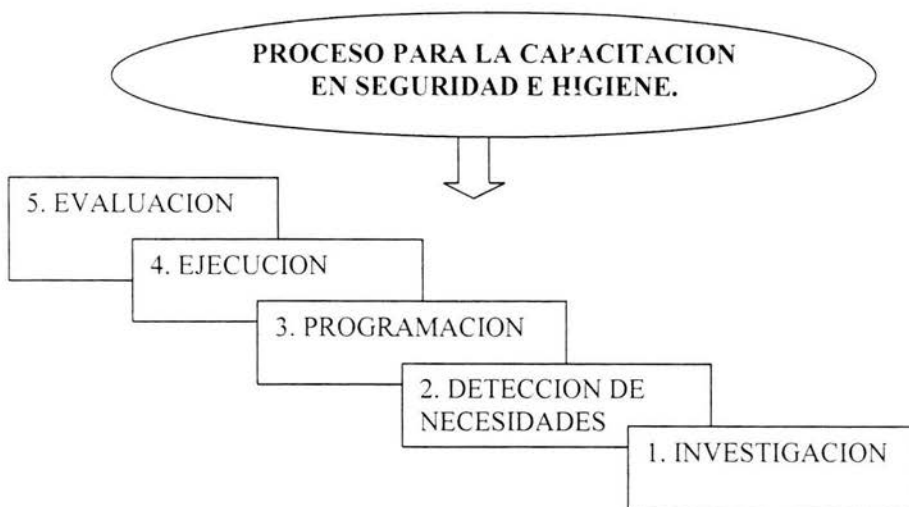 PROCESO PARA LA CAPACITACION
EN SEGURIDAD E HIGIENE.
5. EVALUACION
4. EJECUCION
3. PROGRAMACION
2. DETECCION DE
NECESIDADES
1. INVESTIGACION